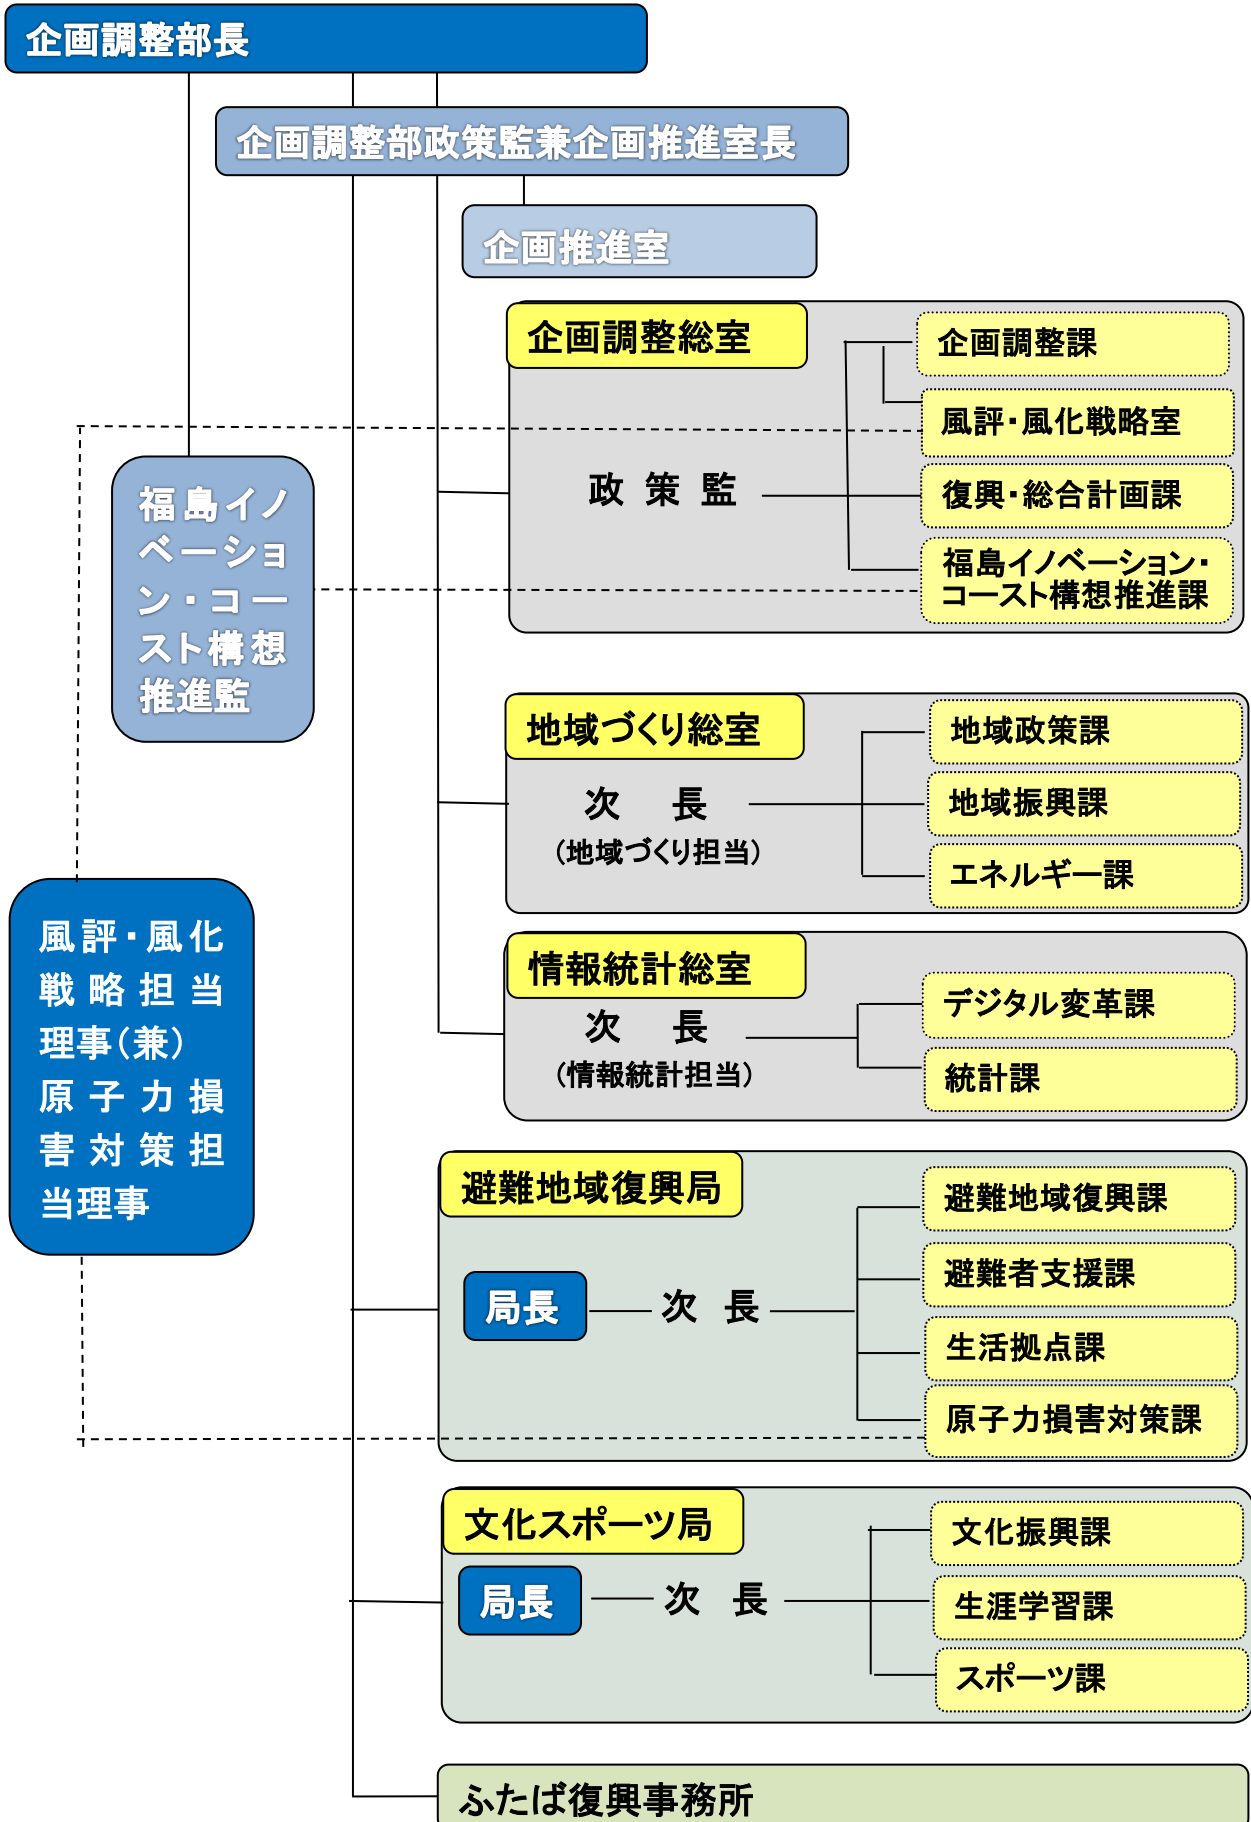 企画調整部長
企画調整部政策監兼企画推進室長
企画推進室
企画調整総室
企画調整課
風評・風化戦略室
政策監
復興・総合計画課
福島イノベーション・
コースト構想推進課
福島イノ
ベーショ
ン・コー
スト構想
推進監
地域づくり総室
次長
(地域づくり担当)
地域政策課
地域振興課
エネルギー課
風評・風化
戦略担当
理事(兼)
原子力損
害対策担
当理事
情報統計総室
次長
(情報統計担当)
デジタル変革課
統計課
避難地域復興局
局長
次長
避難地域復興課
避難者支援課
生活拠点課
原子力損害対策課
文化スポーツ局
局長
次長
文化振興課
生涯学習課
スポーツ課
ふたば復興事務所